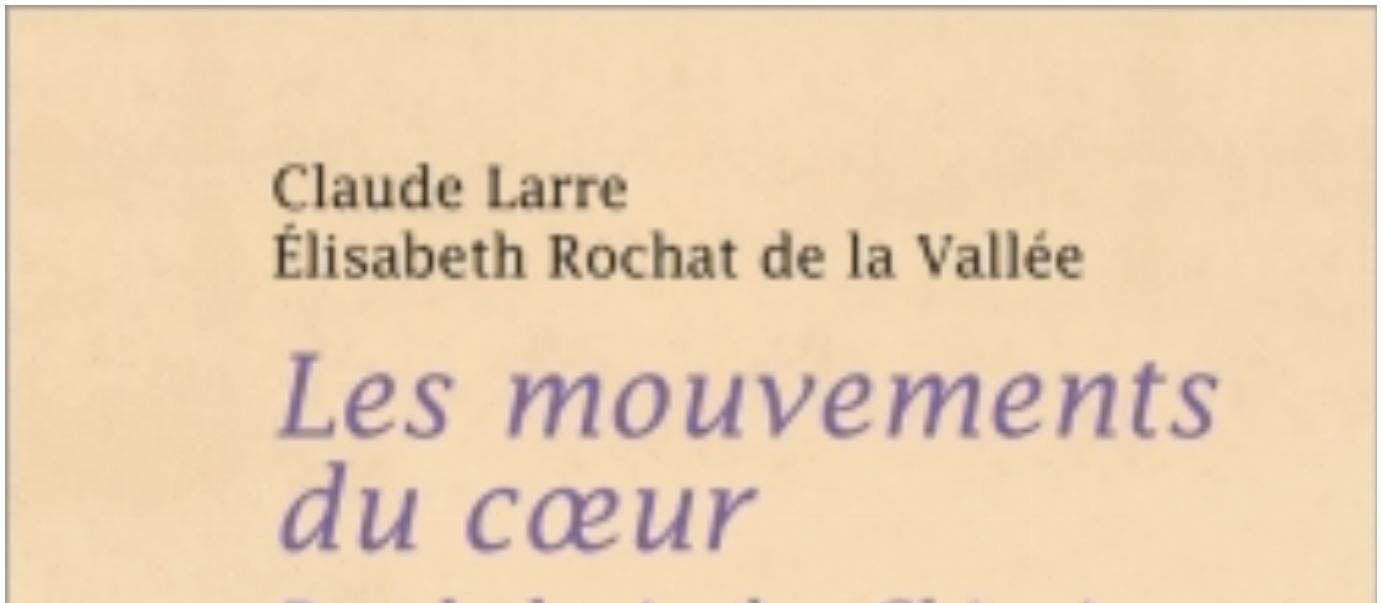 Claude Larre
Élisabeth Rochat de la Vallée
Les mouvements
du cœur